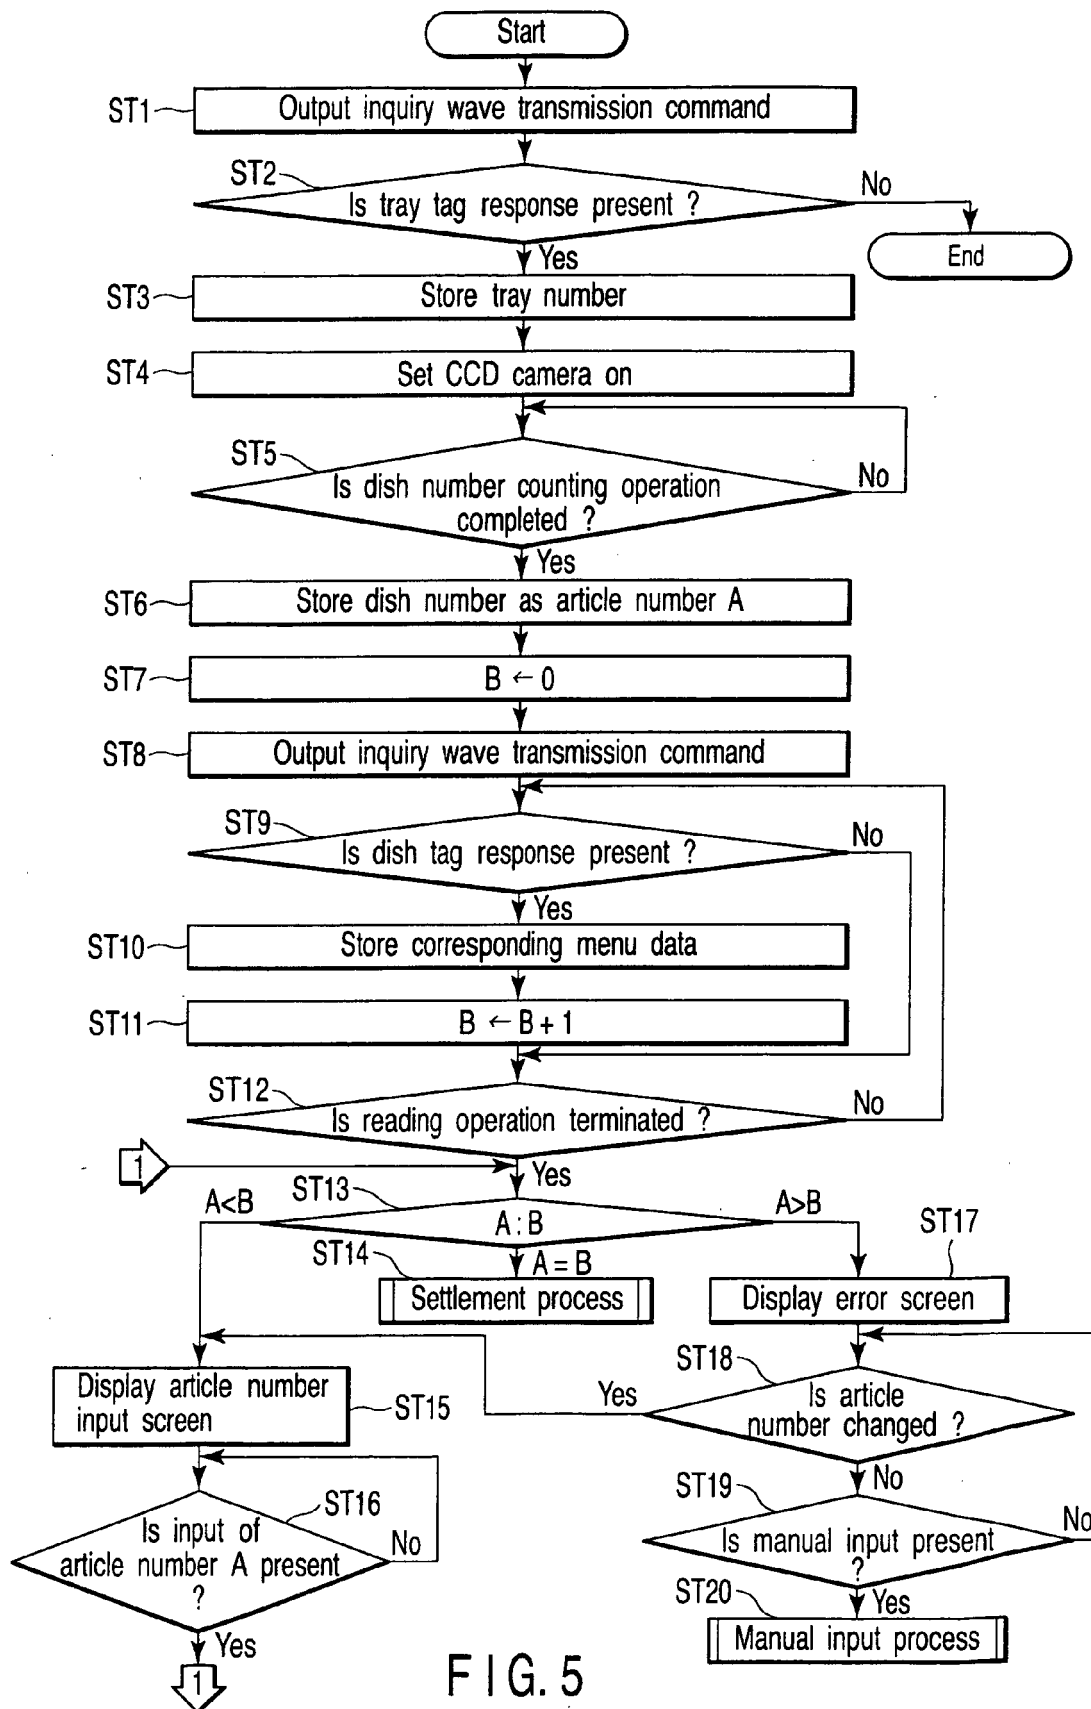 Start
ST1
Output inquiry wave transmission command
ST2
Is tray tag response present ?
No
End
Yes
ST3
Store tray number
ST4
Set CCD camera on
ST5
Is dish number counting operation
completed ?
No
Yes
ST6
Store dish number as article number A
ST7
B ← 0
ST8
Output inquiry wave transmission command
ST9
Is dish tag response present ?
No
Yes
ST10
Store corresponding menu data
ST11
B ← B + 1
ST12
Is reading operation terminated ?
No
1
Yes
ST13
A<B
A : B
A>B
ST14
A = B
Settlement process
ST17
Display error screen
Display article number
input screen
ST15
ST18
Is article
number changed ?
Yes
No
ST16
Is input of
article number A present
?
No
Yes
1
ST19
Is manual input present
?
No
Yes
ST20
Manual input process
FIG. 5